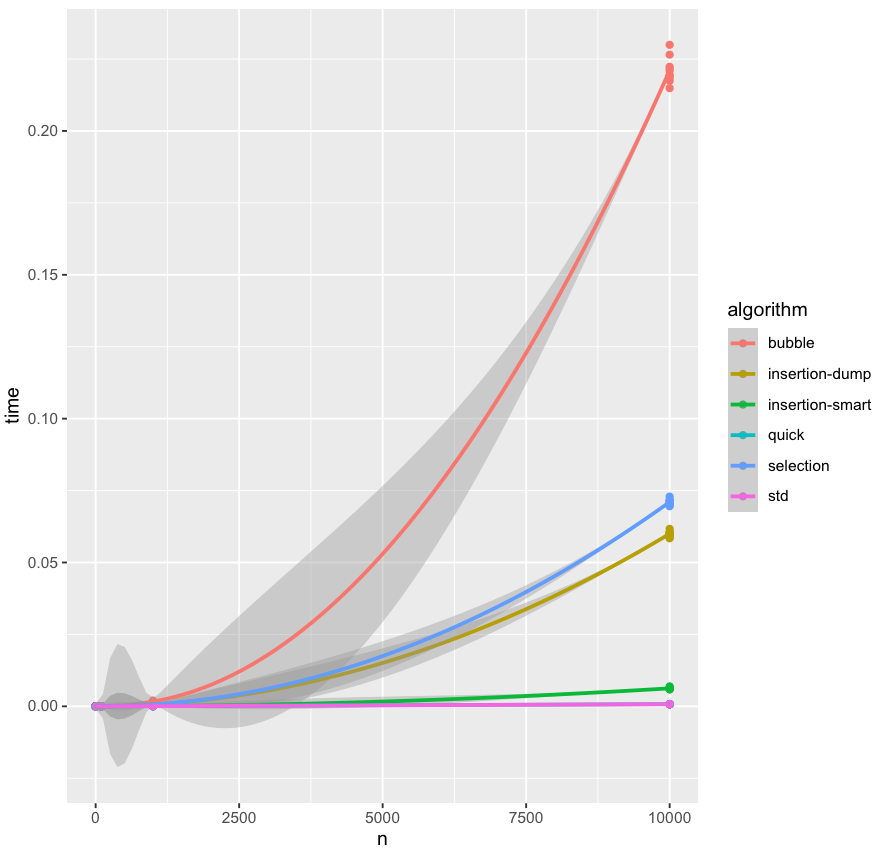 time
0.20
0.15
0.10
0.05
0.00
0
2500
5000
7500
10000
n
algorithm
bubble
insertion-dump
insertion-smart
quick
selection
std